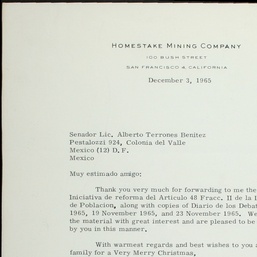 HOMESTAKE MINING COMPANY
100 BUSH STREET
SAN FRANCISCO 4, CALIFORNIA
December 3, 1965
Senador Lic. Alberto Terrones Benítez
Pestalozzi 924, Colonia del Valle
Mexico (12) D. F.
Mexico
Muy estimado amigo:
Thank you very much for forwarding to me the
Iniciativa de reforma del Artículo 48 Fracc. II de la
de Poblacion, along with copies of Diario de los
1965, 19 November 1965, and 23 November 1965. We
the material with great interest and are pleased to be
by you in this manner.
With warmest regards and best wishes to you a
family for a Very Merry Christmas,